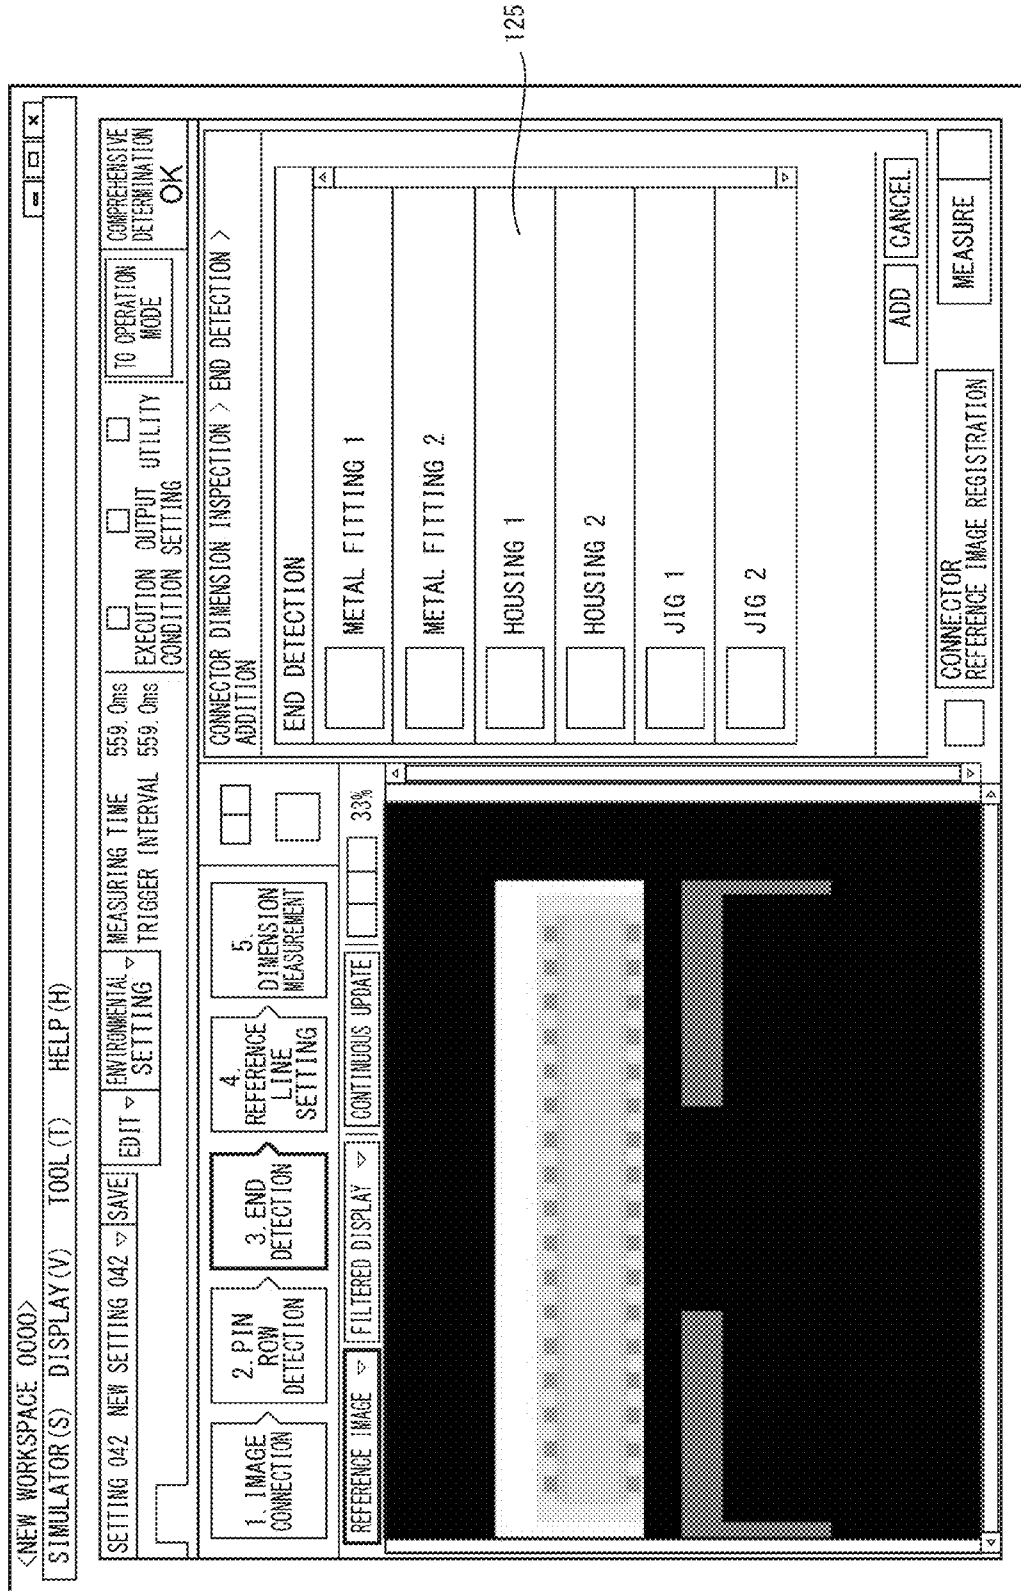 <NEW WORKSPACE 0000>
SIMULATOR(S) DISPLAY(V) TOOL(T) HELP(H)
SETTING 042 NEW SETTING 042 ▽ SAVE
EDIT ▽
ENVIRONMENTAL
SETTING ▽
MEASURING TIME 559.0ms
TRIGGER INTERVAL 559.0ms
EXECUTION
CONDITION
OUTPUT
SETTING
UTILITY
TO OPERATION
MODE
COMPREHENSIVE
DETERMINATION
OK
1. IMAGE
CONNECTION
2. PIN
ROW
DETECTION
3. END
DETECTION
4.
REFERENCE
LINE
SETTING
5.
DIMENSION
MEASUREMENT
REFERENCE IMAGE ▽
FILTERED DISPLAY ▽
CONTINUOUS UPDATE
33%
CONNECTOR DIMENSION INSPECTION > END DETECTION >
ADDITION
END DETECTION
METAL FITTING 1
METAL FITTING 2
HOUSING 1
HOUSING 2
JIG 1
JIG 2
ADD
CANCEL
CONNECTOR
REFERENCE IMAGE REGISTRATION
MEASURE
125